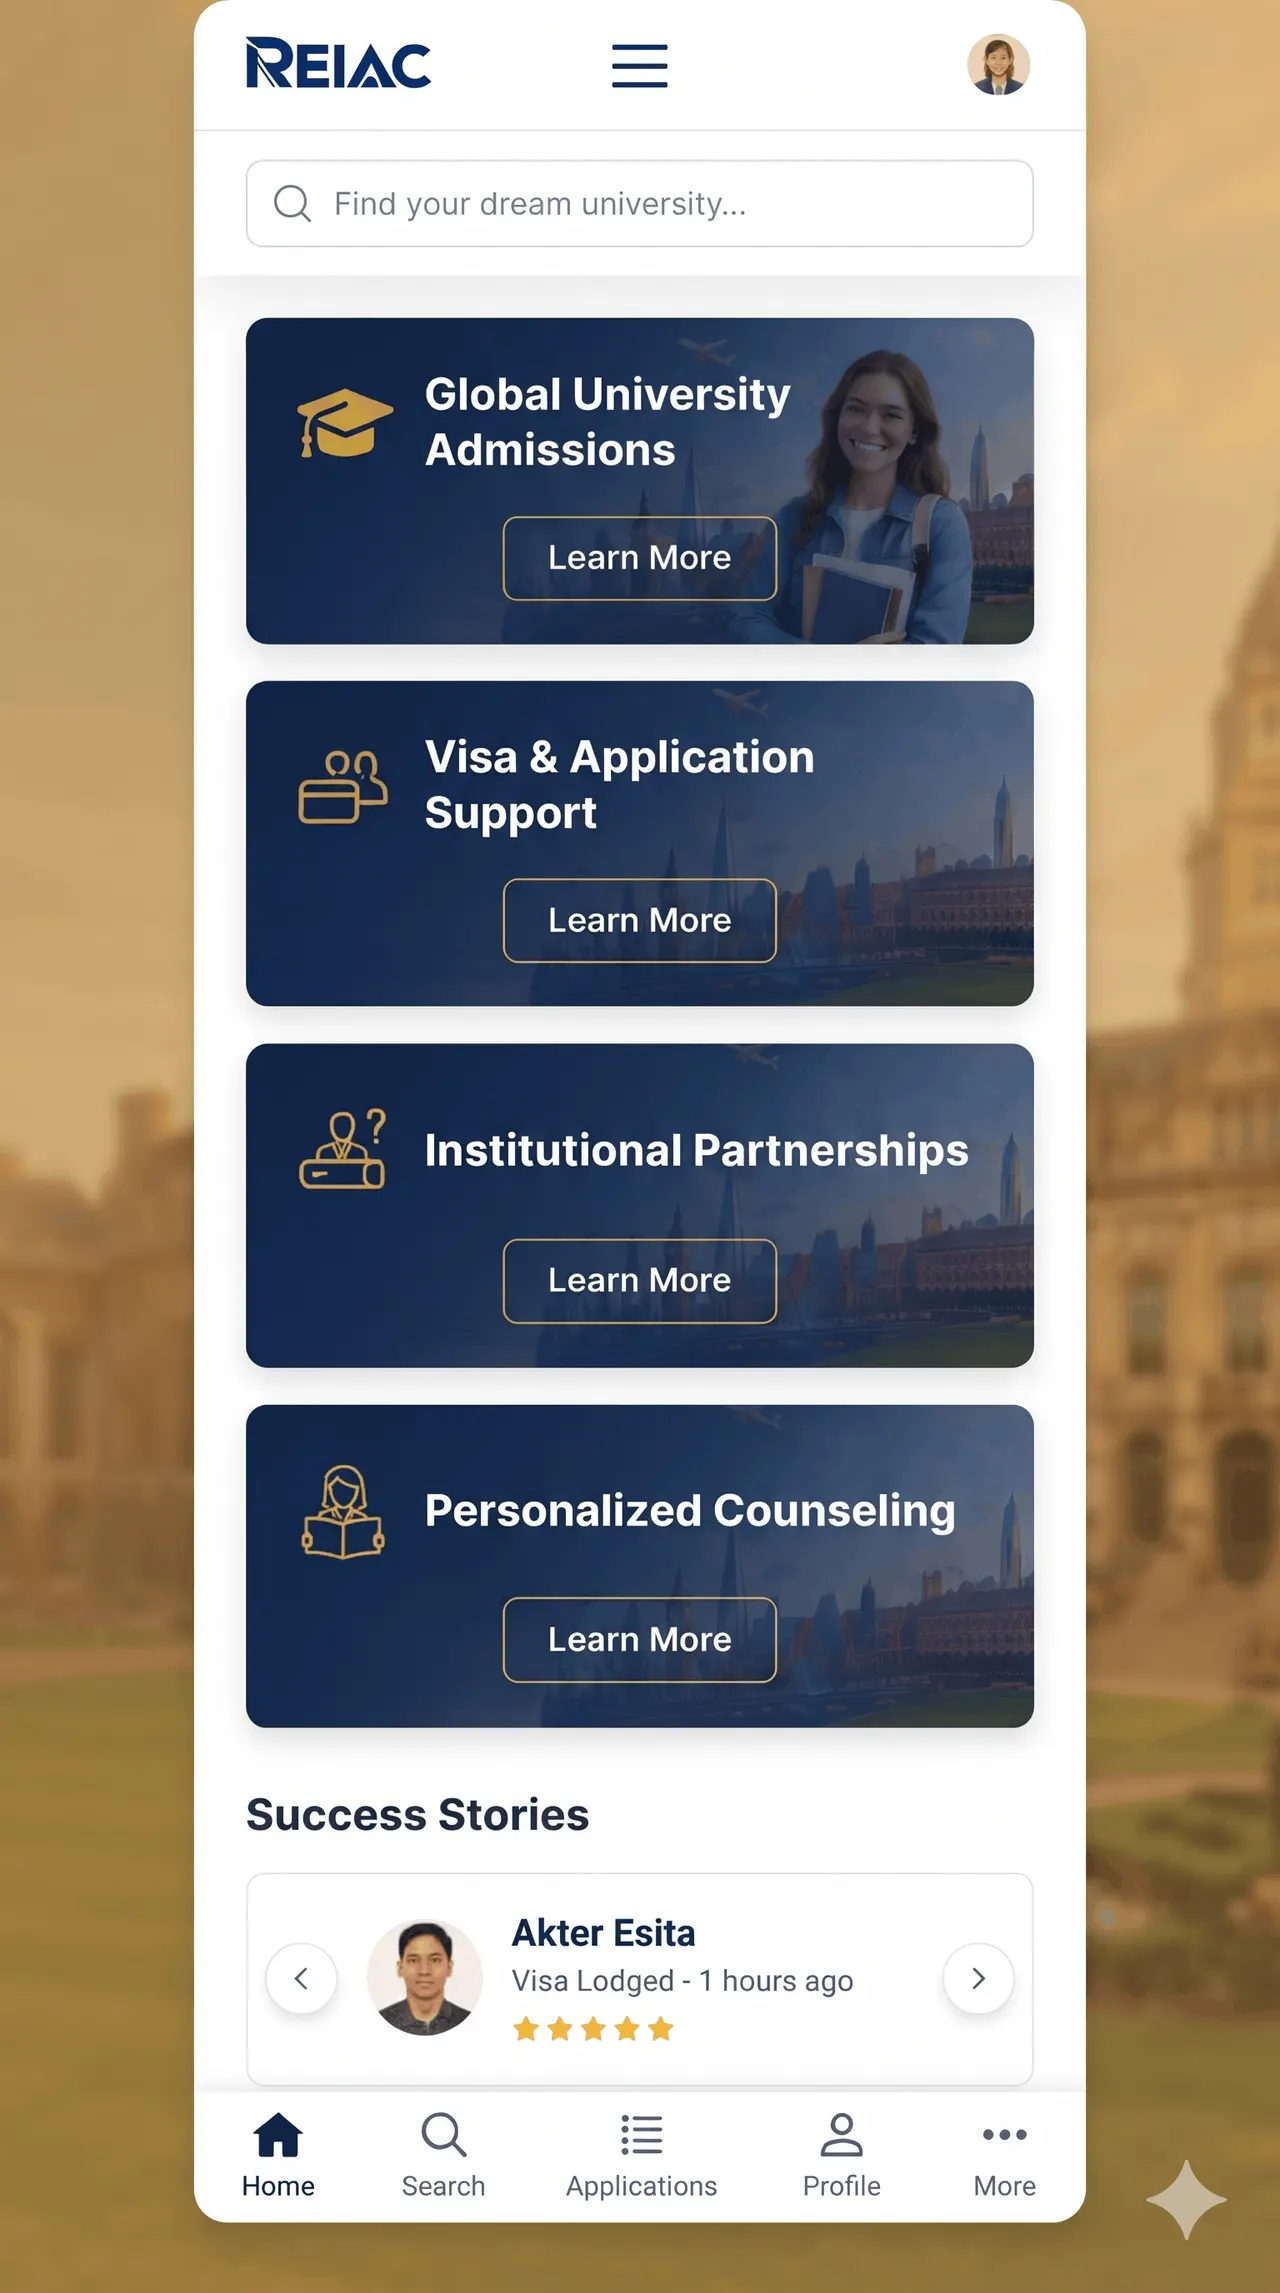 REIAC
Find your dream university...
Global University
Admissions
Learn More
Visa & Application
Support
Learn More
Institutional Partnerships
Learn More
Personalized Counseling
Learn More
Success Stories
Akter Esita
Visa Lodged - 1 hours ago
Home
Search
Applications
Profile
More